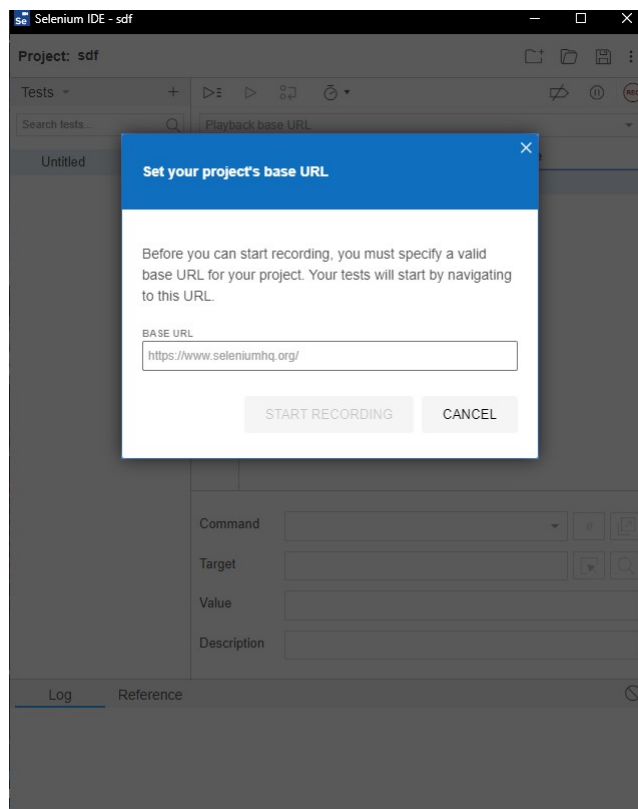 Se Selenium IDE - sdf
Project: sdf
Tests
Search tests...
Playback base URL
Untitled
Set your project's base URL
Before you can start recording, you must specify a valid
base URL for your project. Your tests will start by navigating
to this URL.
BASE URL
https://www.seleniumhq.org/
START RECORDING CANCEL
Command
//
Target
Value
Description
Log Reference